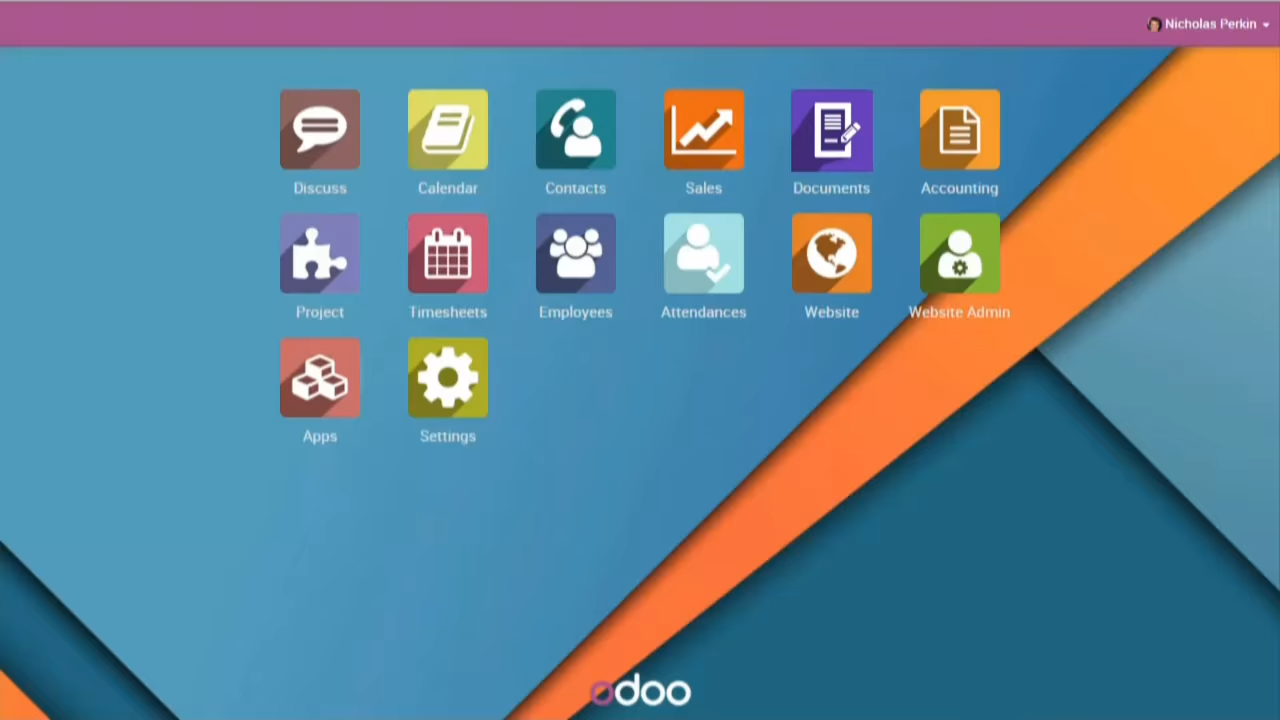 Nicholas Perkin
Discuss
Calendar
Contacts
Sales
Documents
Accounting
Project
Timesheets
Employees
Attendances
Website
Website Admin
Apps
Settings
odoo